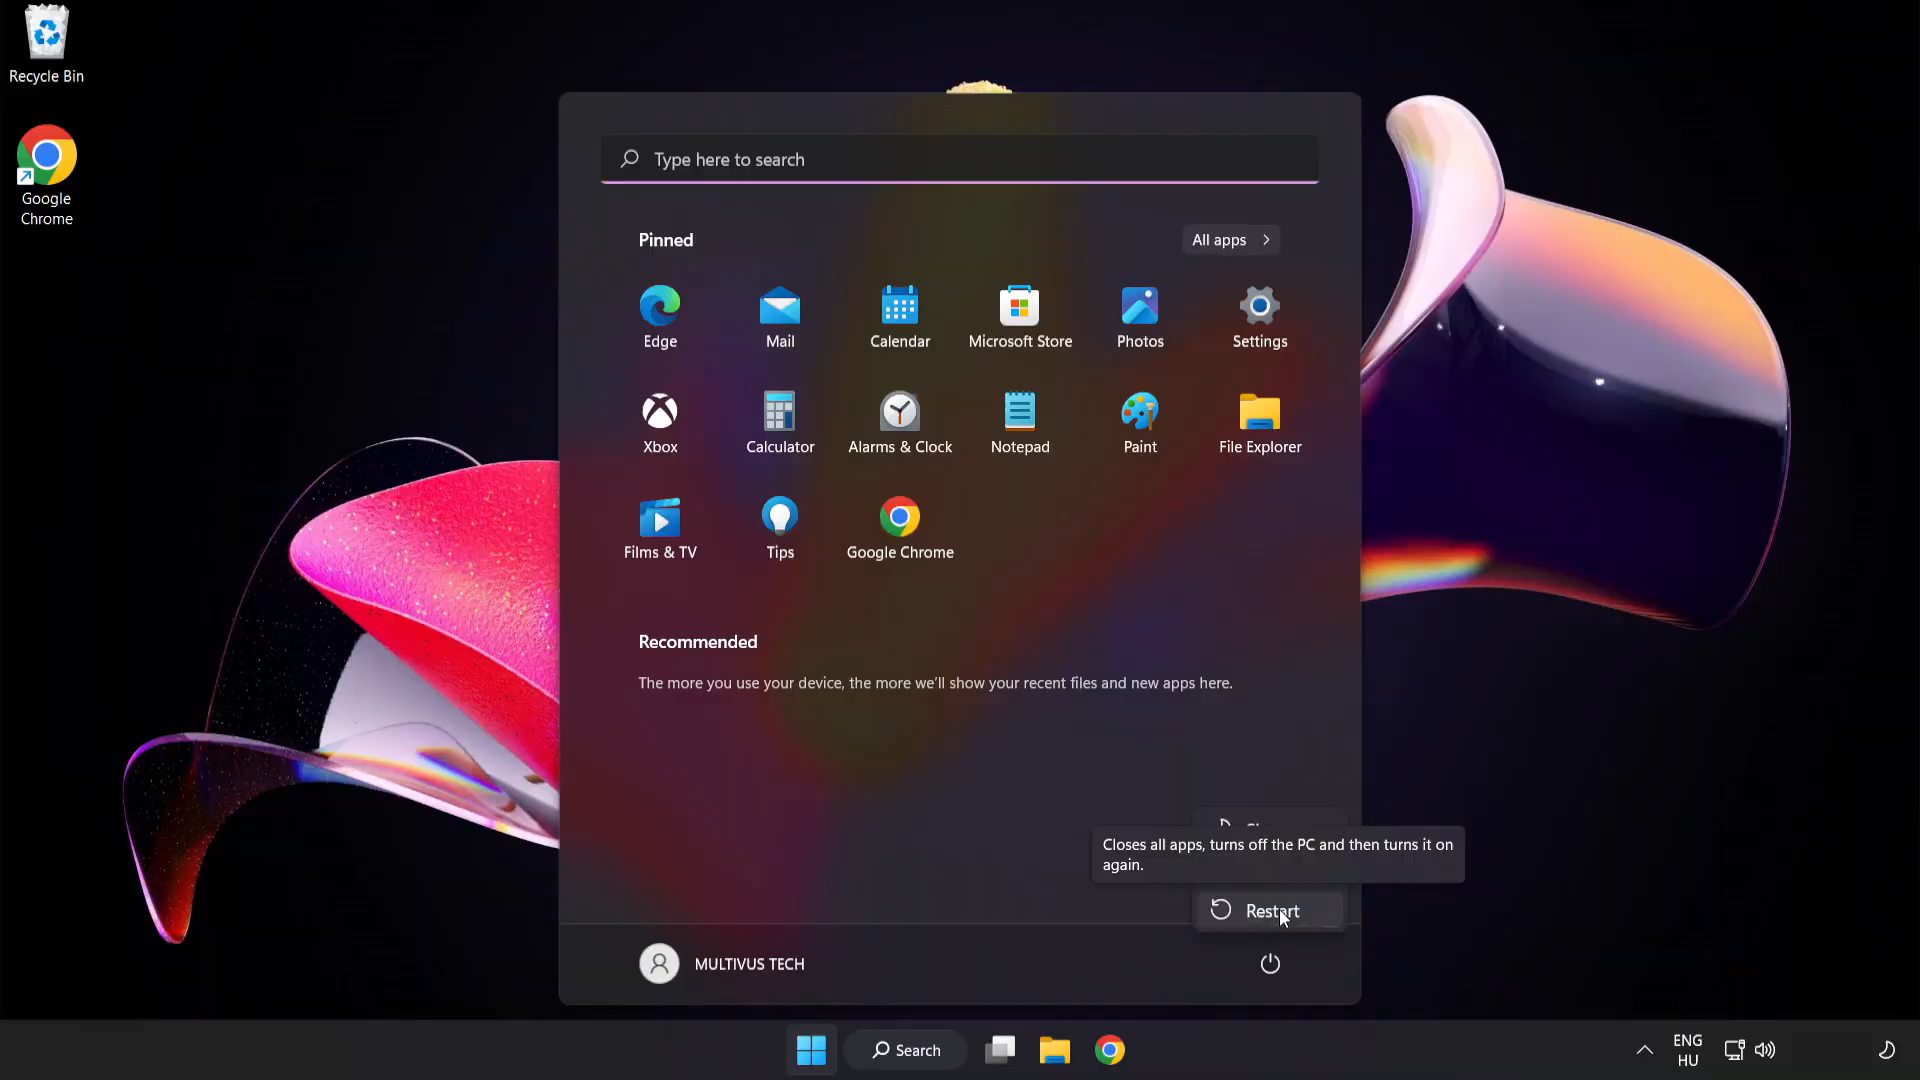 Recycle Bin
Google
Chrome
Type here to search
Pinned
All apps
Edge
Mail
Calendar
Microsoft Store
Photos
Settings
Xbox
Calculator
Alarms & Clock
Notepad
Paint
File Explorer
Films & TV
Tips
Google Chrome
Recommended
The more you use your device, the more we'll show your recent files and new apps here.
Closes all apps, turns off the PC and then turns it on
again.
Restart
MULTIVUS TECH
Search
ENG
HU